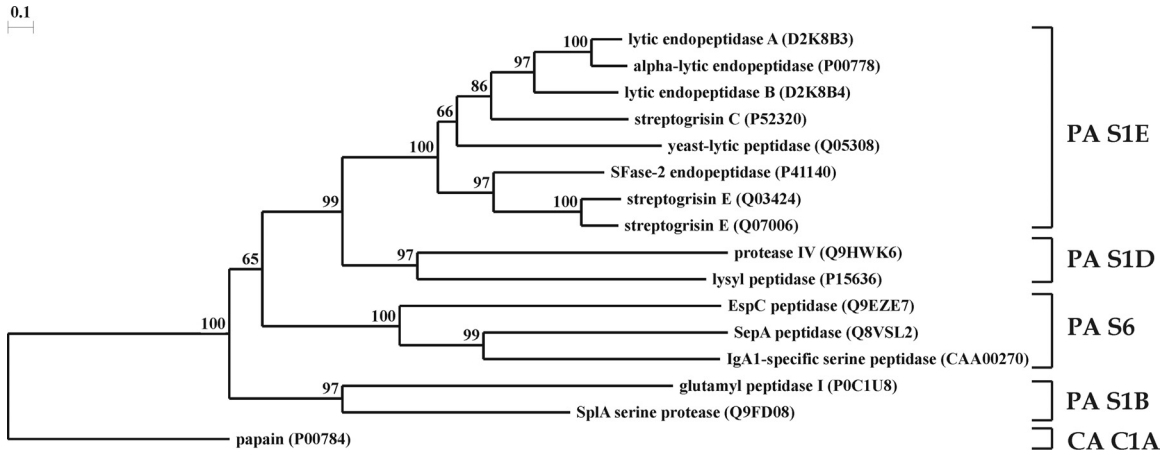 0.1
100
lytic endopeptidase A (D2K8B3)
alpha-lytic endopeptidase (P00778)
97
lytic endopeptidase B (D2K8B4)
86
streptogrisin C (P52320)
66
yeast-lytic peptidase (Q05308)
100
SFase-2 endopeptidase (P41140)
97
streptogrisin E (Q03424)
100
streptogrisin E (Q07006)
PA S1E
99
protease IV (Q9HWK6)
97
lysyl peptidase (P15636)
PA S1D
65
EspC peptidase (Q9EZE7)
100
SepA peptidase (Q8VSL2)
99
IgA1-specific serine peptidase (CAA00270)
PA S6
100
glutamyl peptidase I (P0C1U8)
97
SplA serine protease (Q9FD08)
PA S1B
papain (P00784)
CA C1A